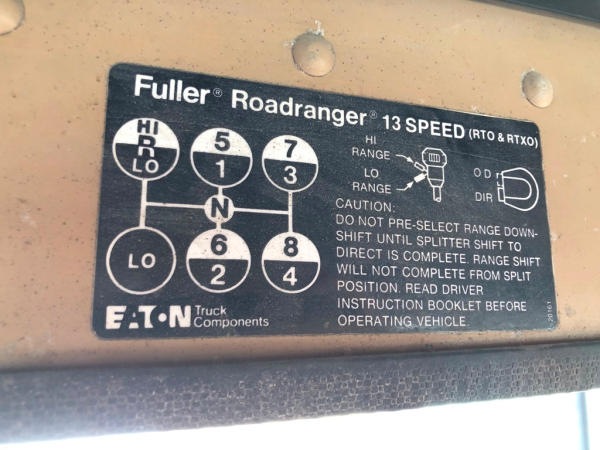 Fuller® Roadranger® 13 SPEED (RTO & RTXO)
HI
R
LO
5
1
7
3
N
LO
6
2
8
4
HI
RANGE
LO
RANGE
O D
DIR
CAUTION:
DO NOT PRE-SELECT RANGE DOWN-
SHIFT UNTIL SPLITTER SHIFT TO
DIRECT IS COMPLETE. RANGE SHIFT
WILL NOT COMPLETE FROM SPLIT
POSITION. READ DRIVER
INSTRUCTION BOOKLET BEFORE
OPERATING VEHICLE.
EATON Truck
Components
20161